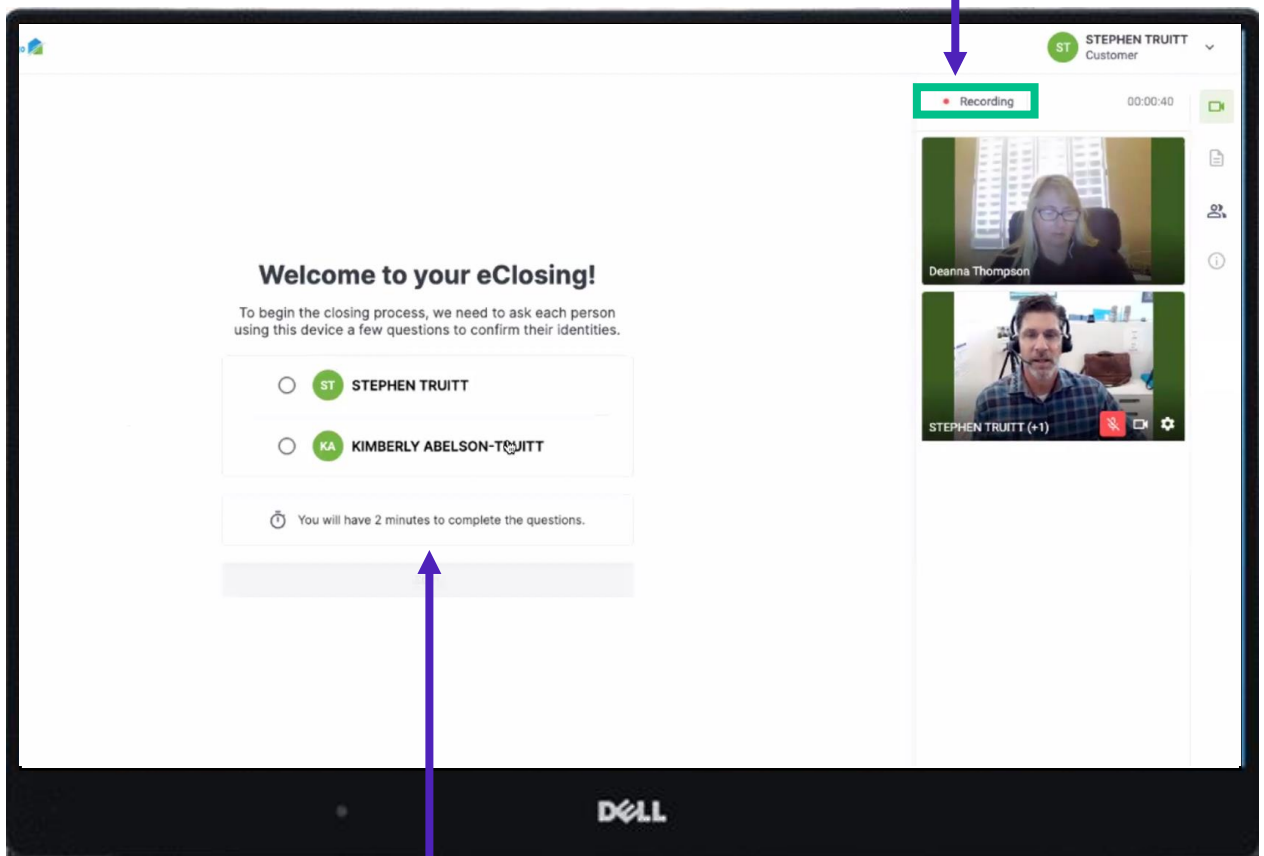 ST
STEPHEN TRUITT
Customer
Recording
00:00:40
Deanna Thompson
STEPHEN TRUITT (+1)
Welcome to your eClosing!
To begin the closing process, we need to ask each person
using this device a few questions to confirm their identities.
ST STEPHEN TRUITT
KA KIMBERLY ABELSON-TRUITT
You will have 2 minutes to complete the questions.
DELL